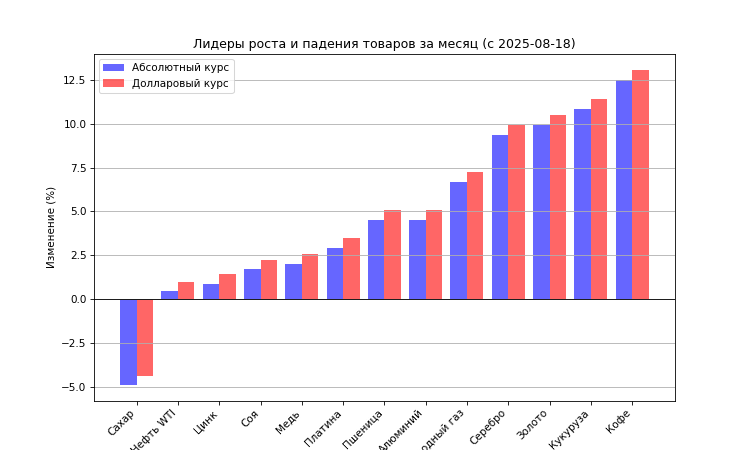 Лидеры роста и падения товаров за месяц (с 2025-08-18)
Абсолютный курс
Долларовый курс
Изменение (%)
12.5
10.0
7.5
5.0
2.5
0.0
−2.5
−5.0
Сахар
Нефть WTI
Цинк
Соя
Медь
Платина
Пшеница
Алюминий
газ
Серебро
Золото
Кукуруза
Кофе